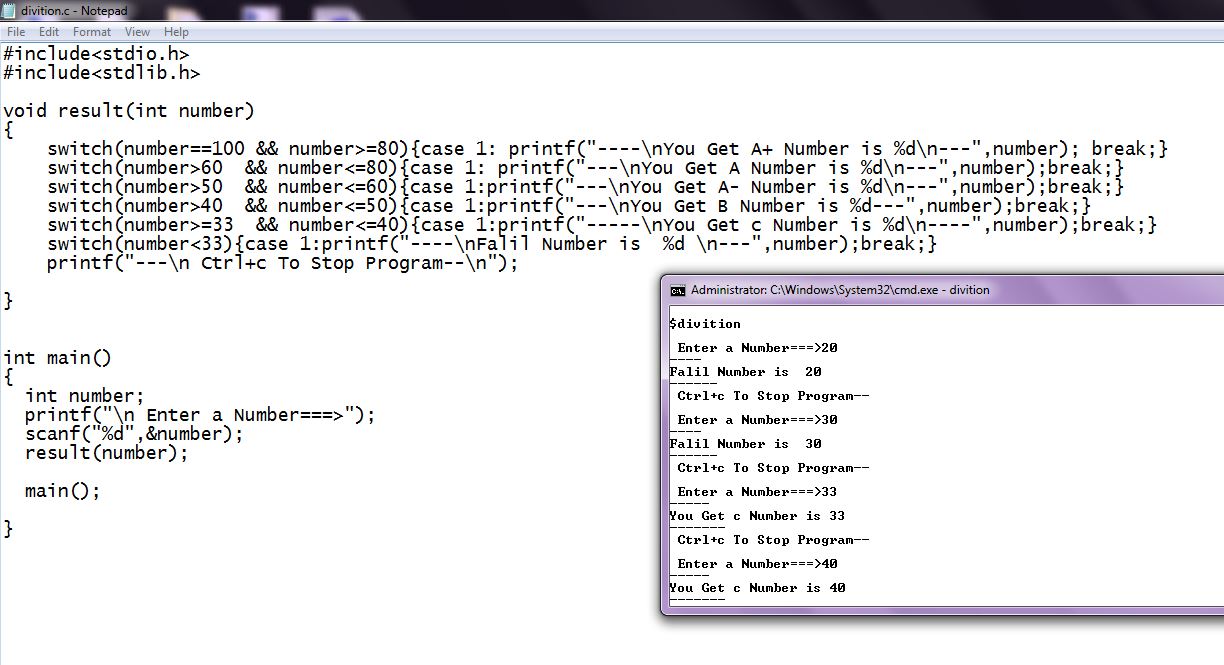 divition.c - Notepad
File Edit Format View Help
#include<stdio.h>
#include<stdlib.h>
void result(int number)
{
    switch(number==100 && number>=80){case 1: printf("----\nYou Get A+ Number is %d\n---",number); break;}
    switch(number>60  && number<=80){case 1: printf("---\nYou Get A Number is %d\n---",number);break;}
    switch(number>50  && number<=60){case 1:printf("---\nYou Get A- Number is %d\n---",number);break;}
    switch(number>40  && number<=50){case 1:printf("---\nYou Get B Number is %d---",number);break;}
    switch(number>=33  && number<=40){case 1:printf("-----\nYou Get c Number is %d\n----",number);break;}
    switch(number<33){case 1:printf("----\nFalil Number is  %d \n---",number);break;}
    printf("---\n Ctrl+c To Stop Program--\n");
}
int main()
{
  int number;
  printf("\n Enter a Number===>");
  scanf("%d",&number);
  result(number);
  main();
}
Administrator: C:\Windows\System32\cmd.exe - divition
$divition
 Enter a Number===>20
----
Falil Number is  20
------
 Ctrl+c To Stop Program--
 Enter a Number===>30
----
Falil Number is  30
------
 Ctrl+c To Stop Program--
 Enter a Number===>33
-----
You Get c Number is 33
-------
 Ctrl+c To Stop Program--
 Enter a Number===>40
-----
You Get c Number is 40
-------